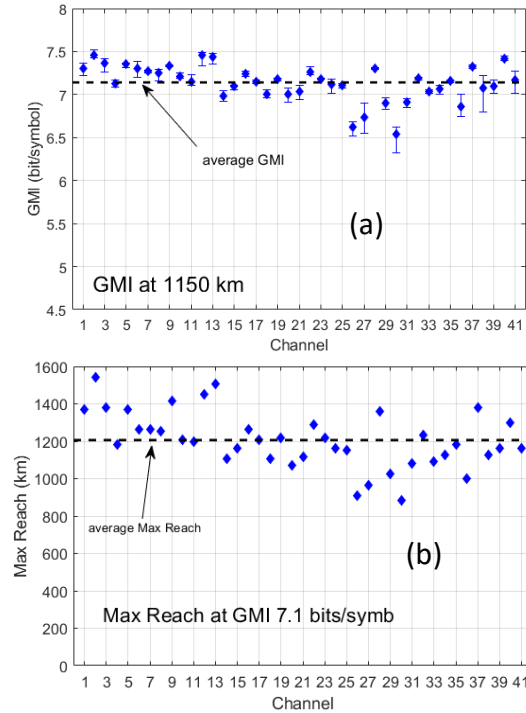 8
7.5
7
6.5
6
5.5
5
4.5
GMI (bit/symbol)
average GMI
(a)
GMI at 1150 km
1 3 5 7 9 11 13 15 17 19 21 23 25 27 29 31 33 35 37 39 41
Channel
1600
1400
1200
1000
800
600
400
200
0
Max Reach (km)
average Max Reach
(b)
Max Reach at GMI 7.1 bits/symb
1 3 5 7 9 11 13 15 17 19 21 23 25 27 29 31 33 35 37 39 41
Channel